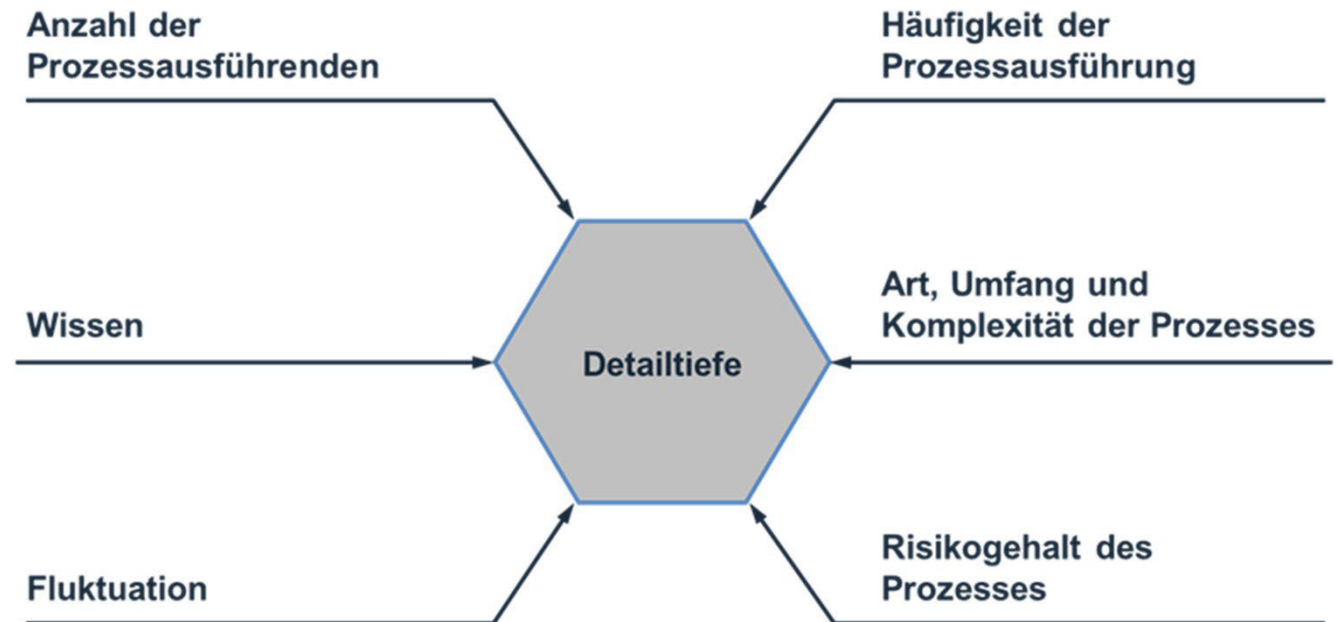 Anzahl der
Prozessausführenden
Häufigkeit der
Prozessausführung
Wissen
Detailtiefe
Art, Umfang und
Komplexität der Prozesses
Fluktuation
Risikogehalt des
Prozesses